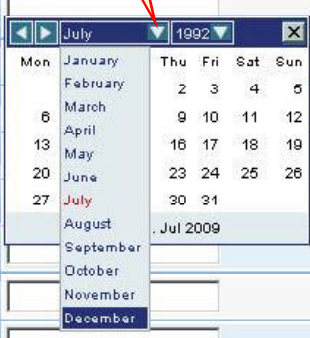 July 1992 X
Mon Thu Fri Sat Sun
January
February
March
April
May
June
July
August
September
October
November
December
2 3 4 5
6 9 10 11 12
13 16 17 18 19
20 23 24 25 26
27 30 31
. Jul 2009